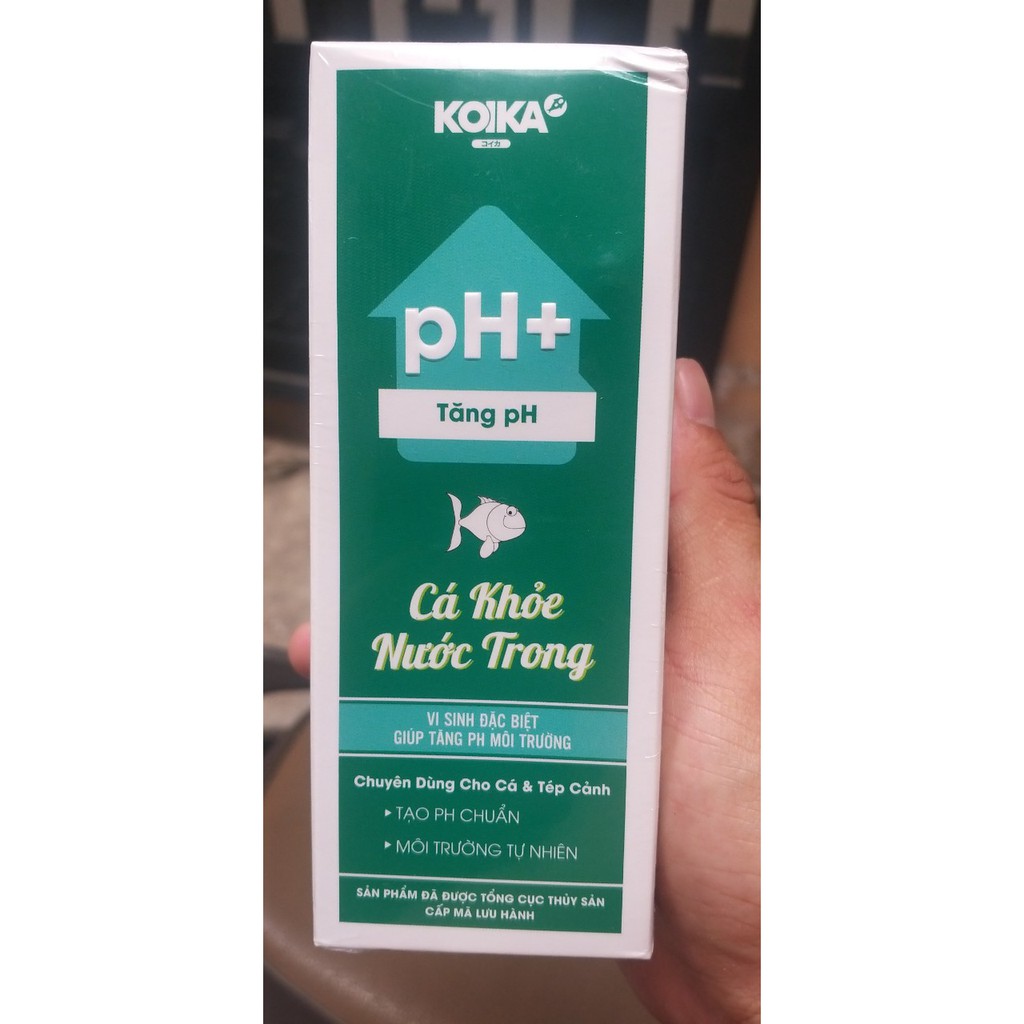 KOIKA
コイカ
pH+
Tăng pH
Cá Khỏe
Nước Trong
VI SINH ĐẶC BIỆT
GIÚP TĂNG PH MÔI TRƯỜNG
Chuyên Dùng Cho Cá & Tép Cảnh
TẠO PH CHUẨN
MÔI TRƯỜNG TỰ NHIÊN
SẢN PHẨM ĐÃ ĐƯỢC TỔNG CỤC THỦY SẢN
CẤP MÃ LƯU HÀNH